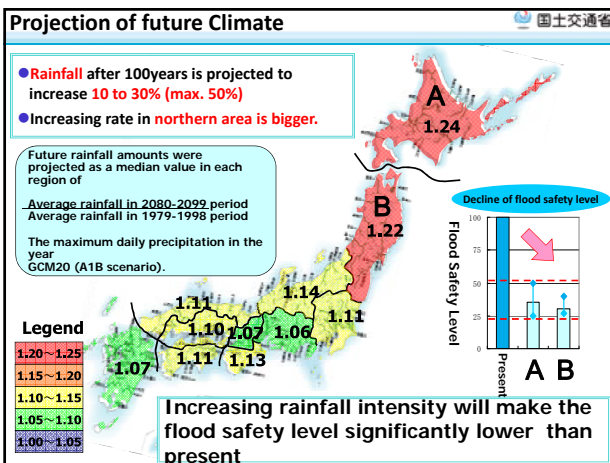 Projection of future Climate
国土交通省
●Rainfall after 100years is projected to
increase 10 to 30% (max. 50%)
●Increasing rate in northern area is bigger.
Future rainfall amounts were
projected as a median value in each
region of
Average rainfall in 2080-2099 period
Average rainfall in 1979-1998 period
The maximum daily precipitation in the
year
GCM20 (A1B scenario).
A
1.24
B
1.22
1.14
1.11
1.11
1.10
1.07
1.06
1.11
1.13
1.07
Legend
1.20～1.25
1.15～1.20
1.10～1.15
1.05～1.10
1.00～1.05
Decline of flood safety level
Flood Safety Level
100
75
50
25
0
Present
A
B
Increasing rainfall intensity will make the
flood safety level significantly lower than
present